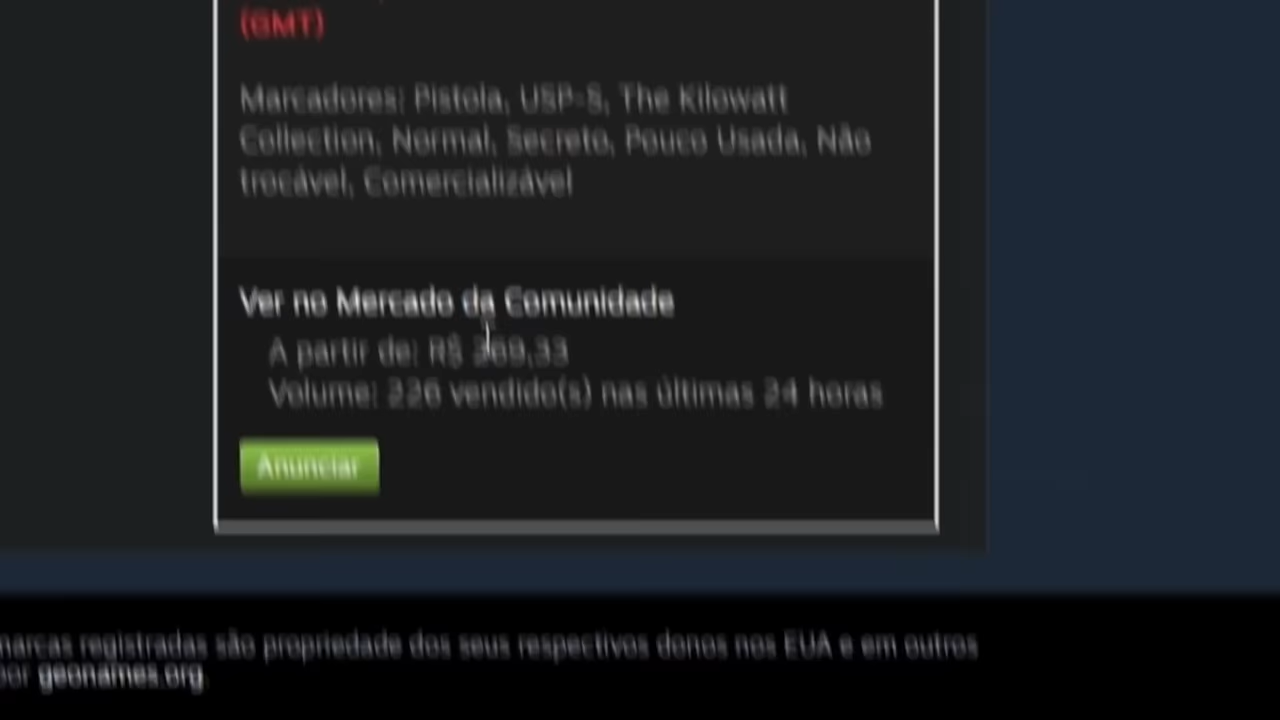 (GMT)
Marcadores: Pistola, USP-S, The Kilowatt
Collection, Normal, Secreto, Pouco Usada, Não
trocável, Comercializável
Ver no Mercado da Comunidade
A partir de: R$
Volume: 226 vendido(s) nas últimas 24 horas
Anunciar
marcas registradas são propriedade dos seus respectivos donos nos EUA e em outros
por geonames.org